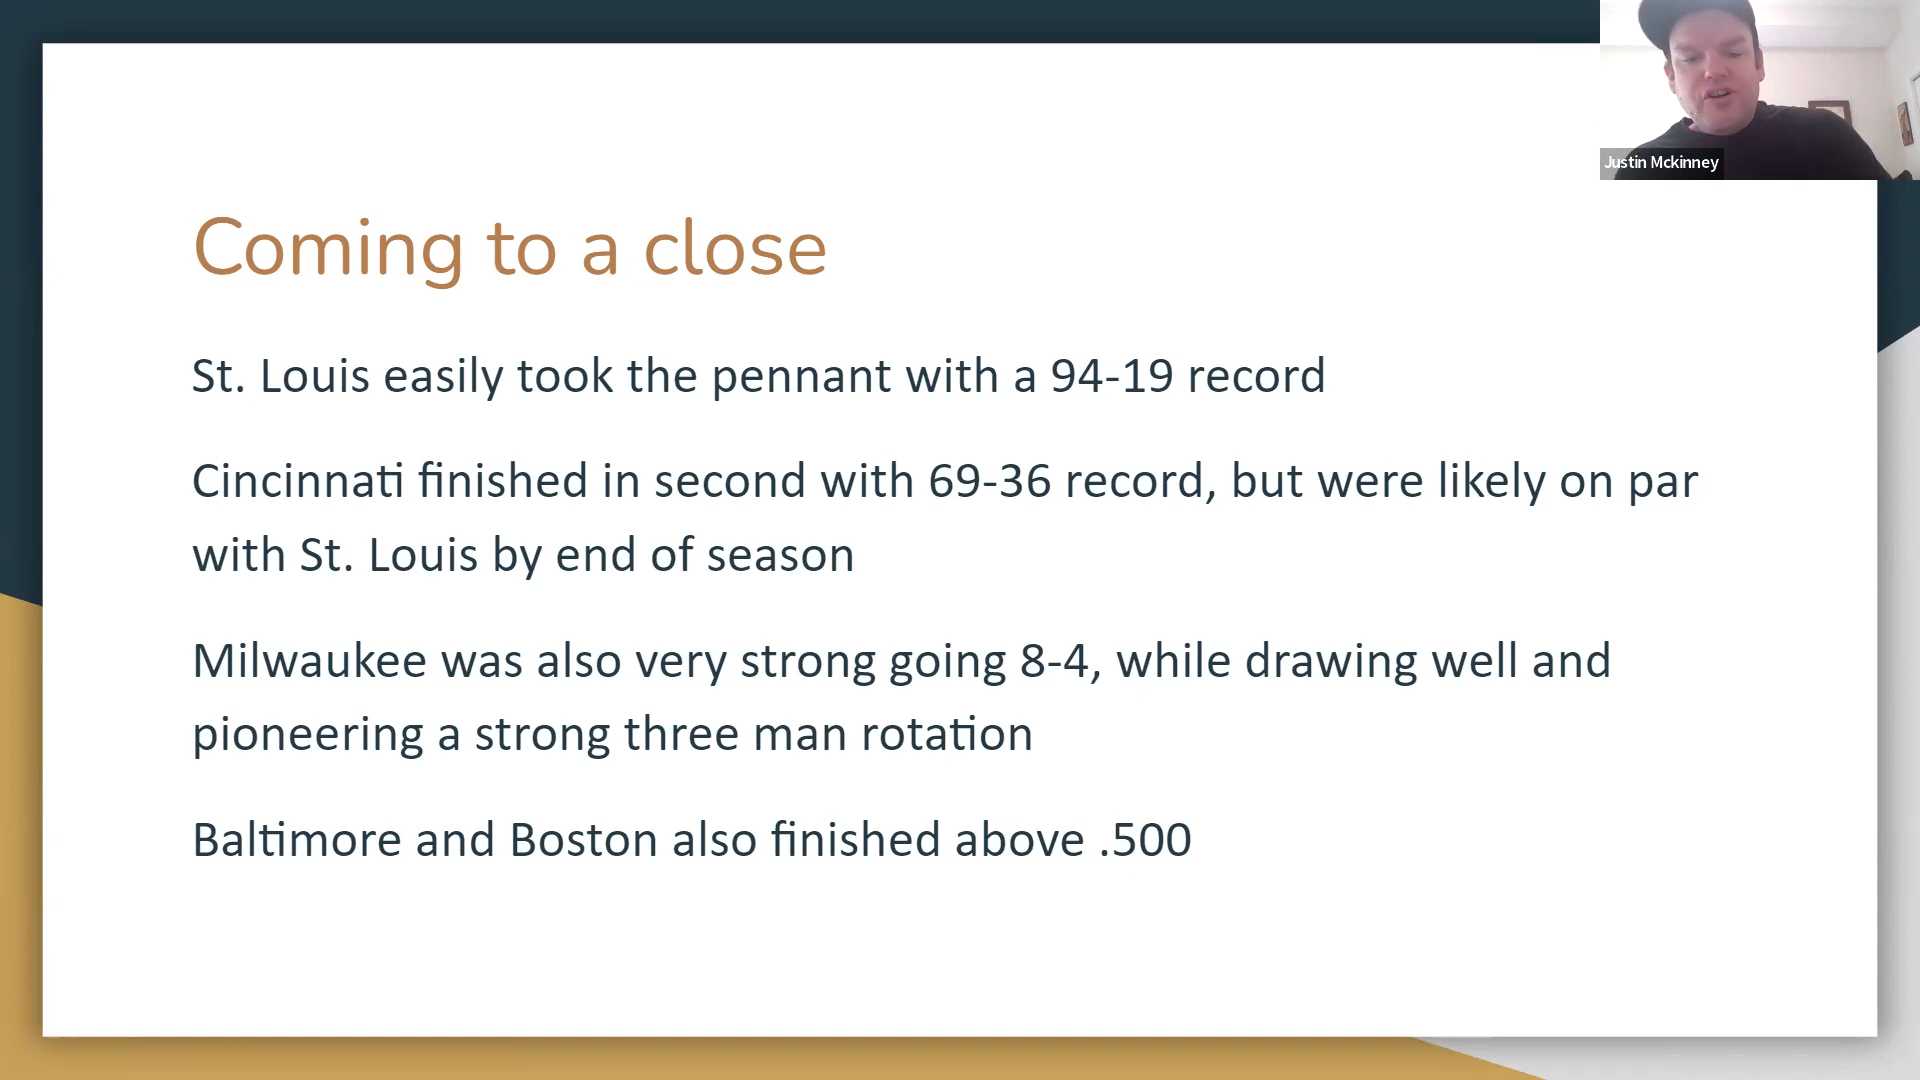 Justin Mckinney
Coming to a close
St. Louis easily took the pennant with a 94-19 record
Cincinnati finished in second with 69-36 record, but were likely on par
with St. Louis by end of season
Milwaukee was also very strong going 8-4, while drawing well and
pioneering a strong three man rotation
Baltimore and Boston also finished above .500